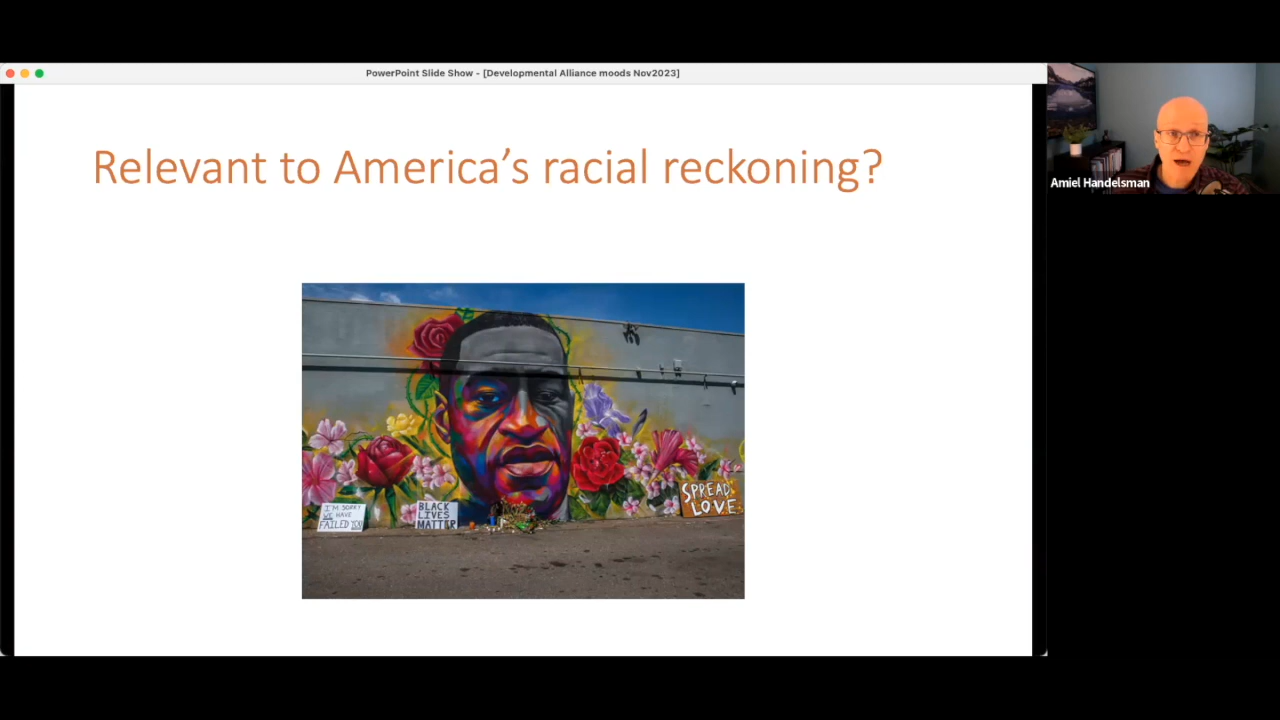 PowerPoint Slide Show - [Developmental Alliance moods Nov2023]
Relevant to America's racial reckoning?
Amiel Handelsman
I'M SORRY
WE HAVE
FAILED YOU
BLACK
LIVES
MATTER
SPREAD
LOVE